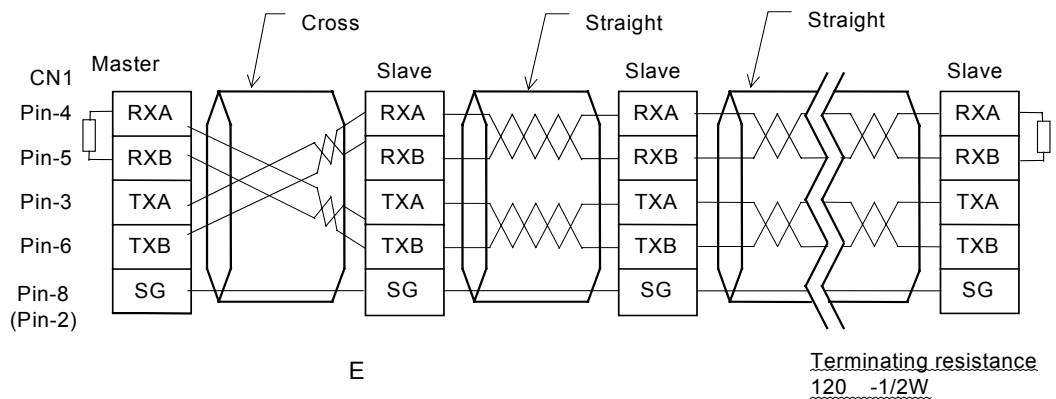 Cross
Straight
Straight
CN1
Master
Slave
Slave
Slave
Pin-4
RXA
RXA
RXA
RXA
Pin-5
RXB
RXB
RXB
RXB
Pin-3
TXA
TXA
TXA
TXA
Pin-6
TXB
TXB
TXB
TXB
Pin-8
(Pin-2)
SG
SG
SG
SG
E
Terminating resistance
120 -1/2W